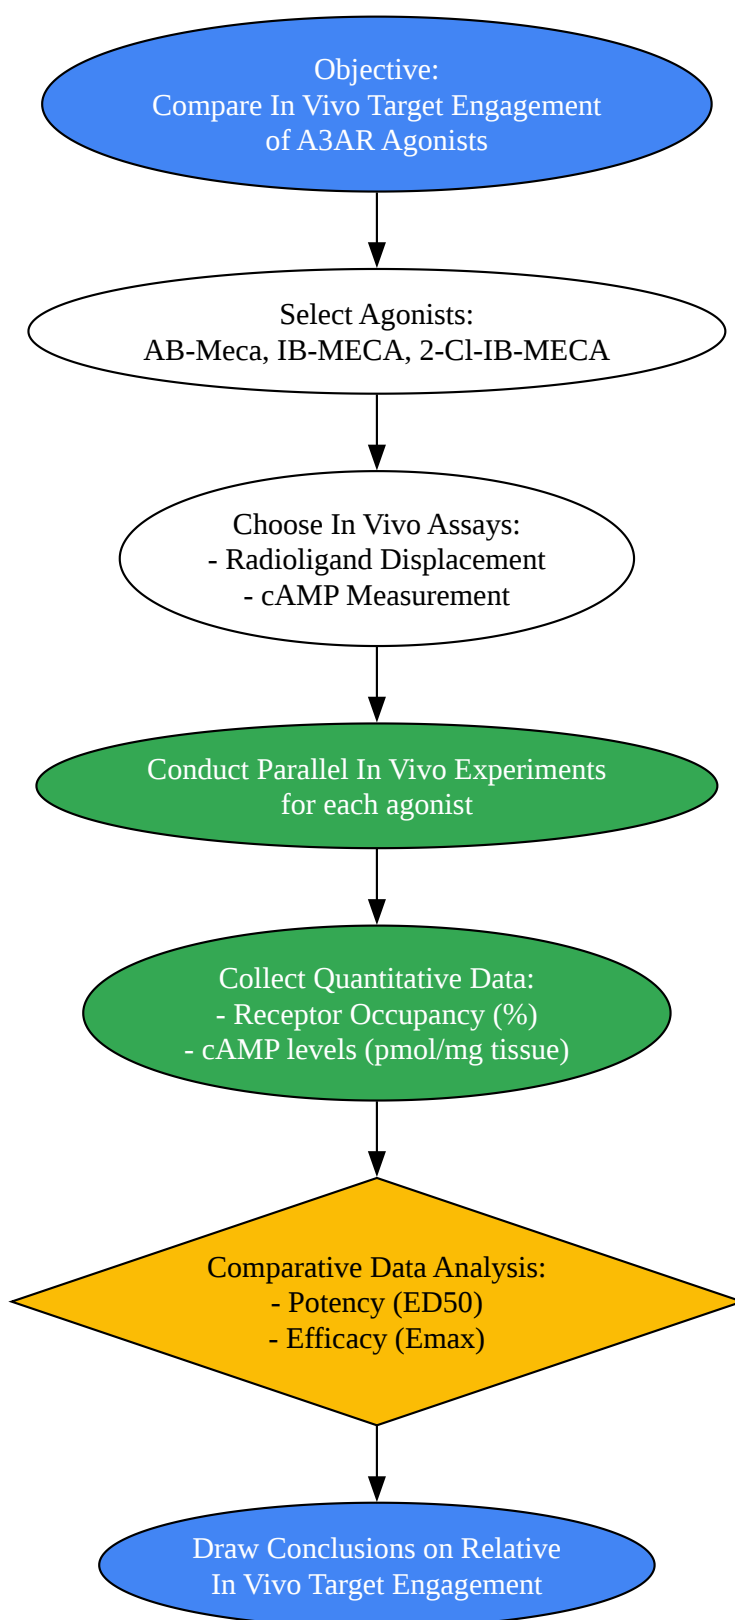 Objective:
Compare In Vivo Target Engagement
of A3AR Agonists
Select Agonists:
AB-Meca, IB-MECA, 2-Cl-IB-MECA
Choose In Vivo Assays:
- Radioligand Displacement
- cAMP Measurement
Conduct Parallel In Vivo Experiments
for each agonist
Collect Quantitative Data:
- Receptor Occupancy (%)
- cAMP levels (pmol/mg tissue)
Comparative Data Analysis:
- Potency (ED50)
- Efficacy (Emax)
Draw Conclusions on Relative
In Vivo Target Engagement